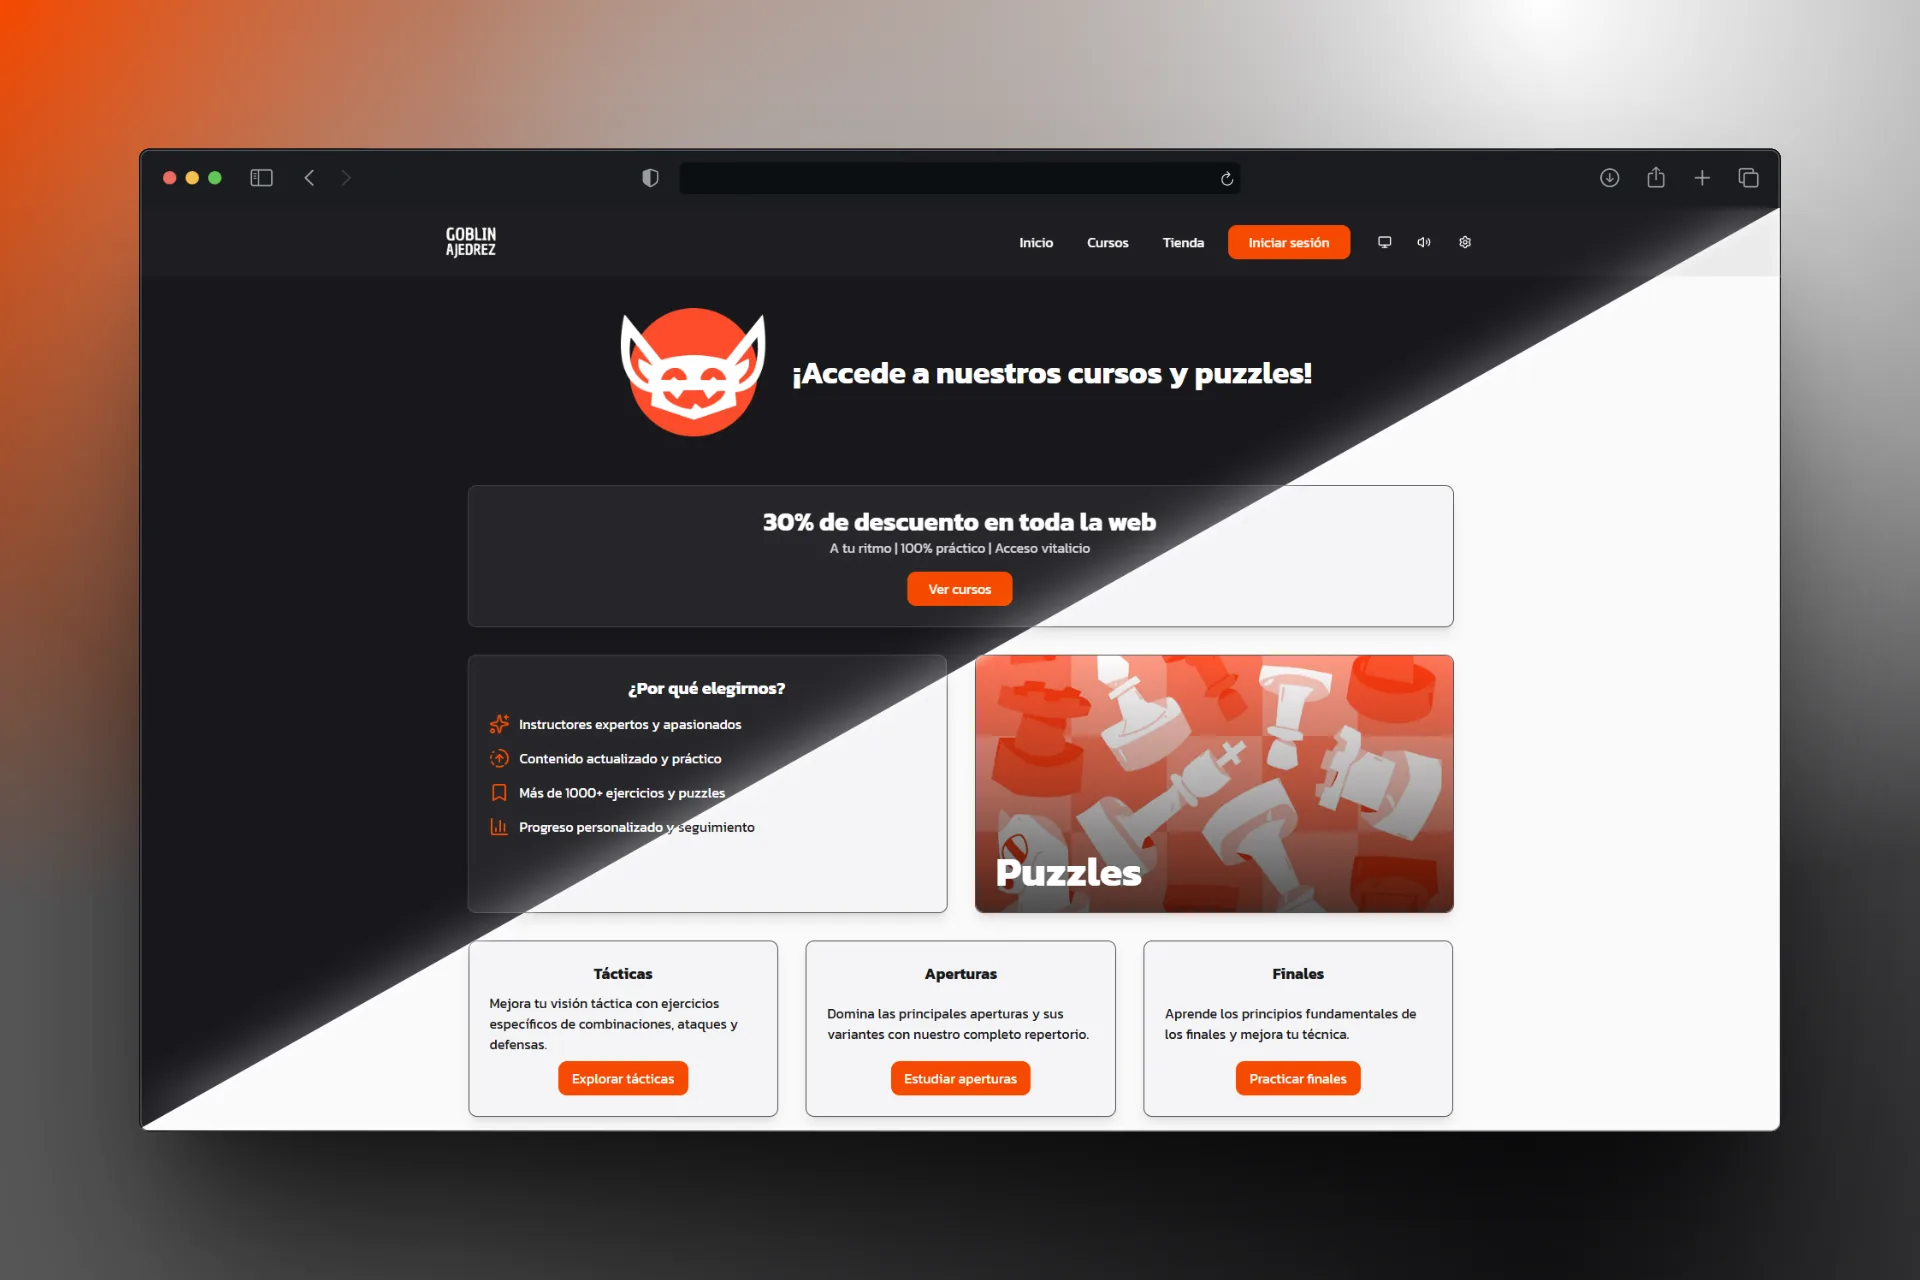 GOBLIN
AJEDREZ
Inicio
Cursos
Tienda
Iniciar sesión
¡Accede a nuestros cursos y puzzles!
30% de descuento en toda la web
A tu ritmo | 100% práctico | Acceso vitalicio
Ver cursos
¿Por qué elegirnos?
Instructores expertos y apasionados
Contenido actualizado y práctico
Más de 1000+ ejercicios y puzzles
Progreso personalizado y seguimiento
Puzzles
Tácticas
Mejora tu visión táctica con ejercicios
específicos de combinaciones, ataques y
defensas.
Explorar tácticas
Aperturas
Domina las principales aperturas y sus
variantes con nuestro completo repertorio.
Estudiar aperturas
Finales
Aprende los principios fundamentales de
los finales y mejora tu técnica.
Practicar finales